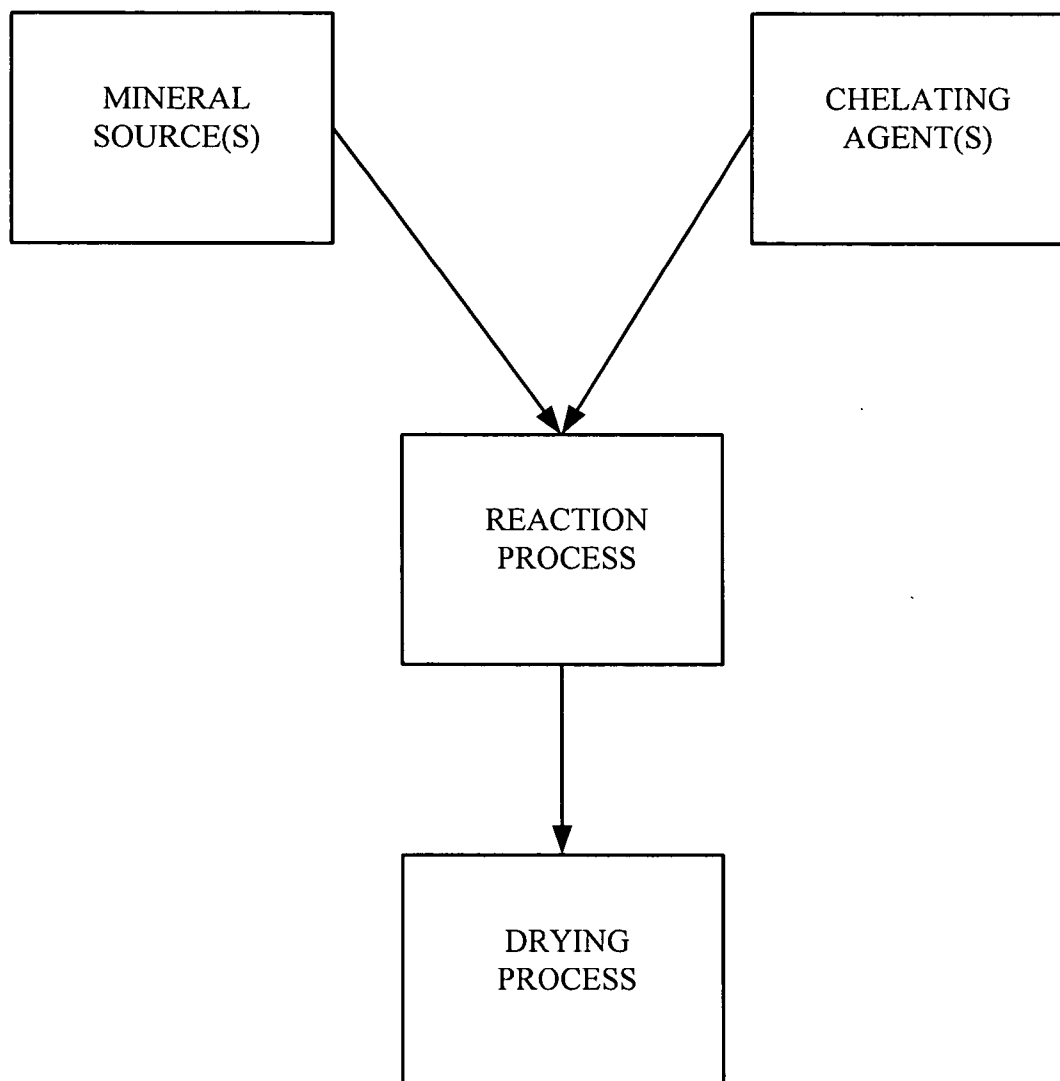 MINERAL
SOURCE(S)
CHELATING
AGENT(S)
REACTION
PROCESS
DRYING
PROCESS